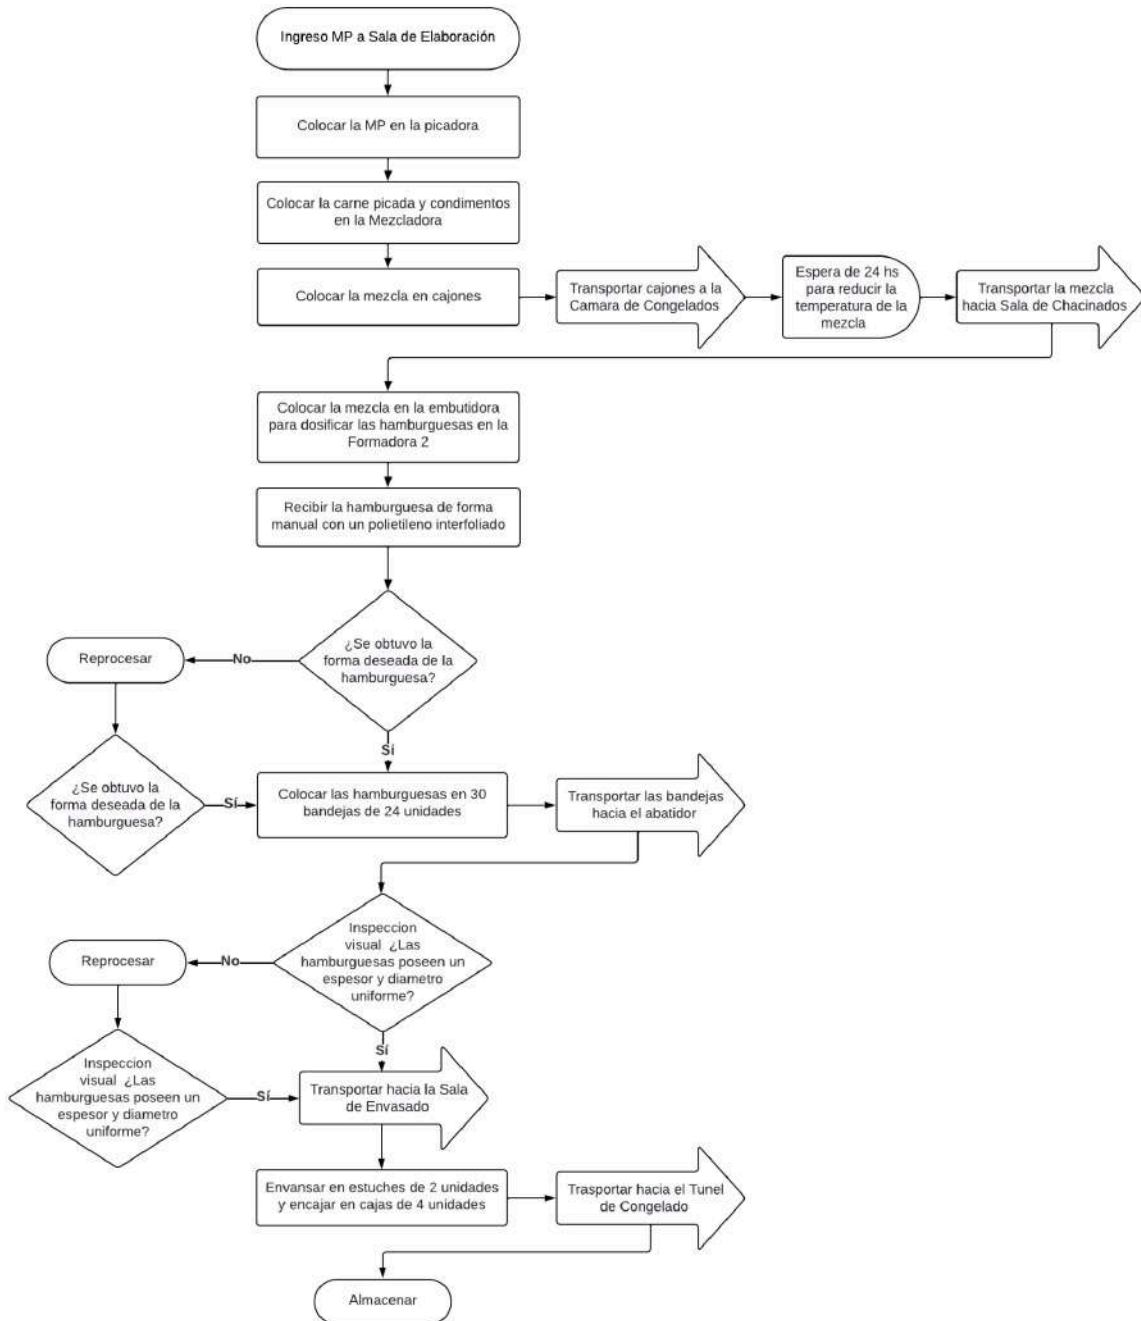 Ingreso MP a Sala de Elaboración
Colocar la MP en la picadora
Colocar la carne picada y condimentos
en la Mezcladora
Colocar la mezcla en cajones
Transportar cajones a la
Camara de Congelados
Espera de 24 hs
para reducir la
temperatura de la
mezcla
Transportar la mezcla
hacia Sala de Chacinados
Colocar la mezcla en la embutidora
para dosificar las hamburguesas en la
Formadora 2
Recibir la hamburguesa de forma
manual con un polietileno interfoliado
¿Se obtuvo la
forma deseada de la
hamburguesa?
No
Reprocesar
Sí
¿Se obtuvo la
forma deseada de la
hamburguesa?
Sí
Colocar las hamburguesas en 30
bandejas de 24 unidades
Transportar las bandejas
hacia el abatidor
Inspeccion
visual ¿Las
hamburguesas poseen un
espesor y diametro
uniforme?
No
Reprocesar
Sí
Inspeccion
visual ¿Las
hamburguesas poseen un
espesor y diametro
uniforme?
Sí
Transportar hacia la Sala
de Envasado
Envansar en estuches de 2 unidades
y encajar en cajas de 4 unidades
Trasportar hacia el Tunel
de Congelado
Almacenar